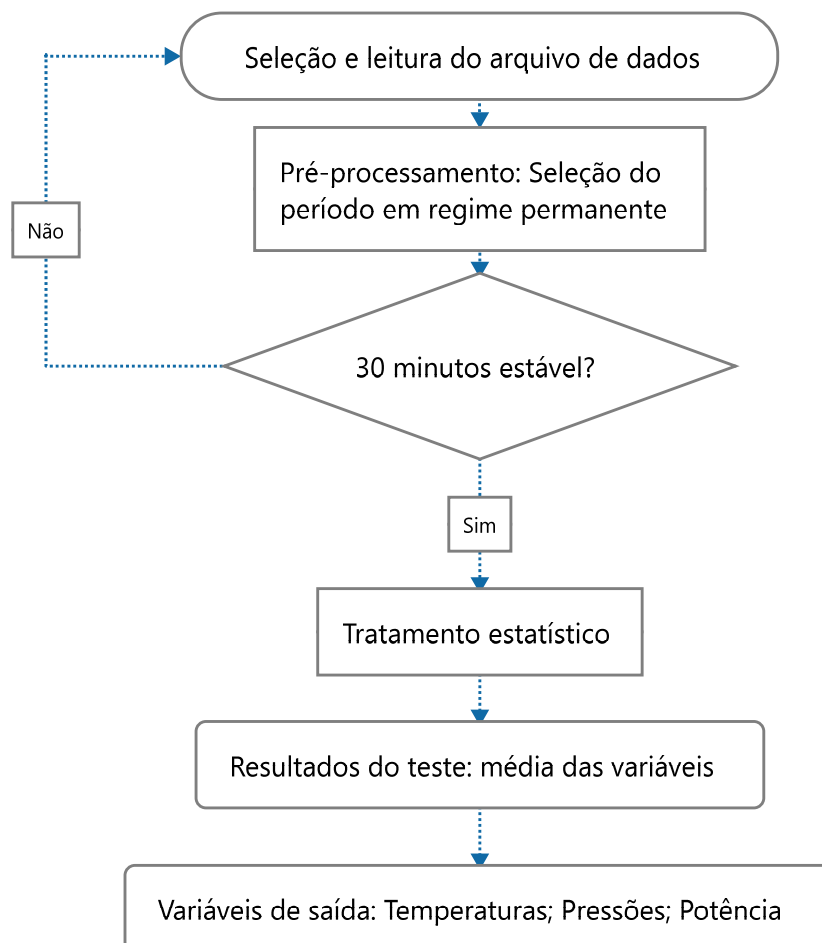 Seleção e leitura do arquivo de dados
Pré-processamento: Seleção do
período em regime permanente
Não
30 minutos estável?
Sim
Tratamento estatístico
Resultados do teste: média das variáveis
Variáveis de saída: Temperaturas; Pressões; Potência